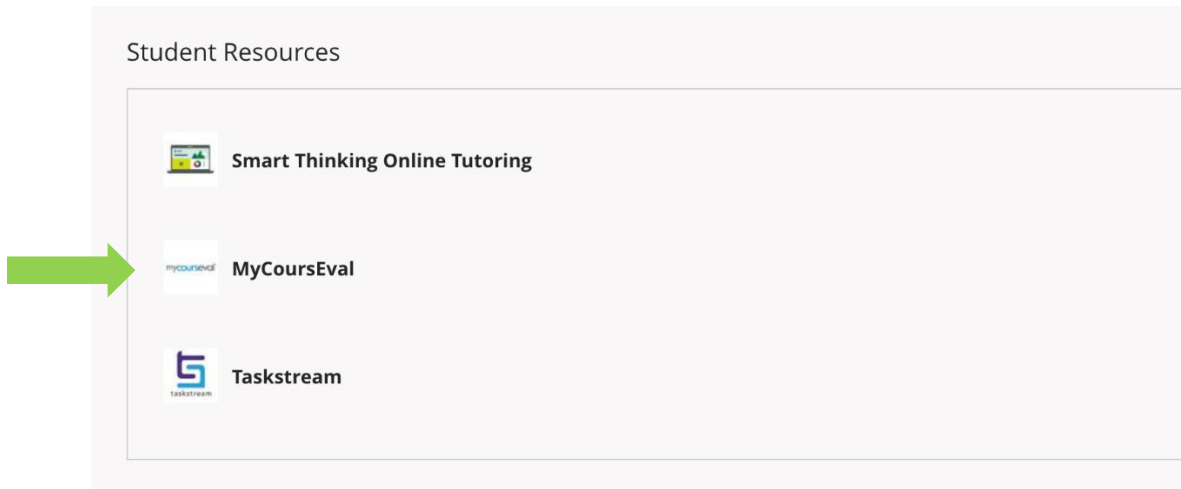 Student Resources
Smart Thinking Online Tutoring
mycourseval
MyCoursEval
taskstream
Taskstream